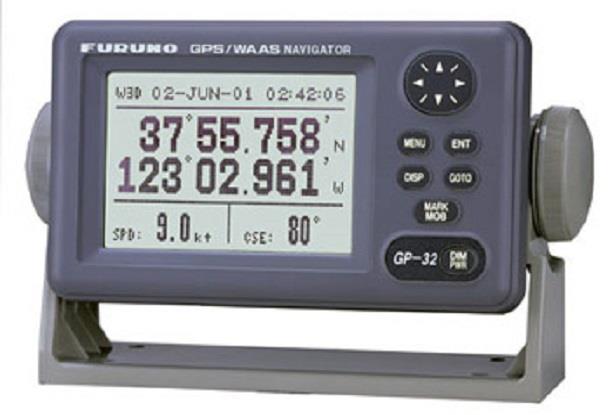 FURUNO GPS/WAAS NAVIGATOR
W3D 02-JUN-01 02:42:06
37°55.758' N
123°02.961' W
SPD: 9.0kt CSE: 80°
MENU ENT
DISP GOTO
MARK
MOB
GP-32 DIM
PWR